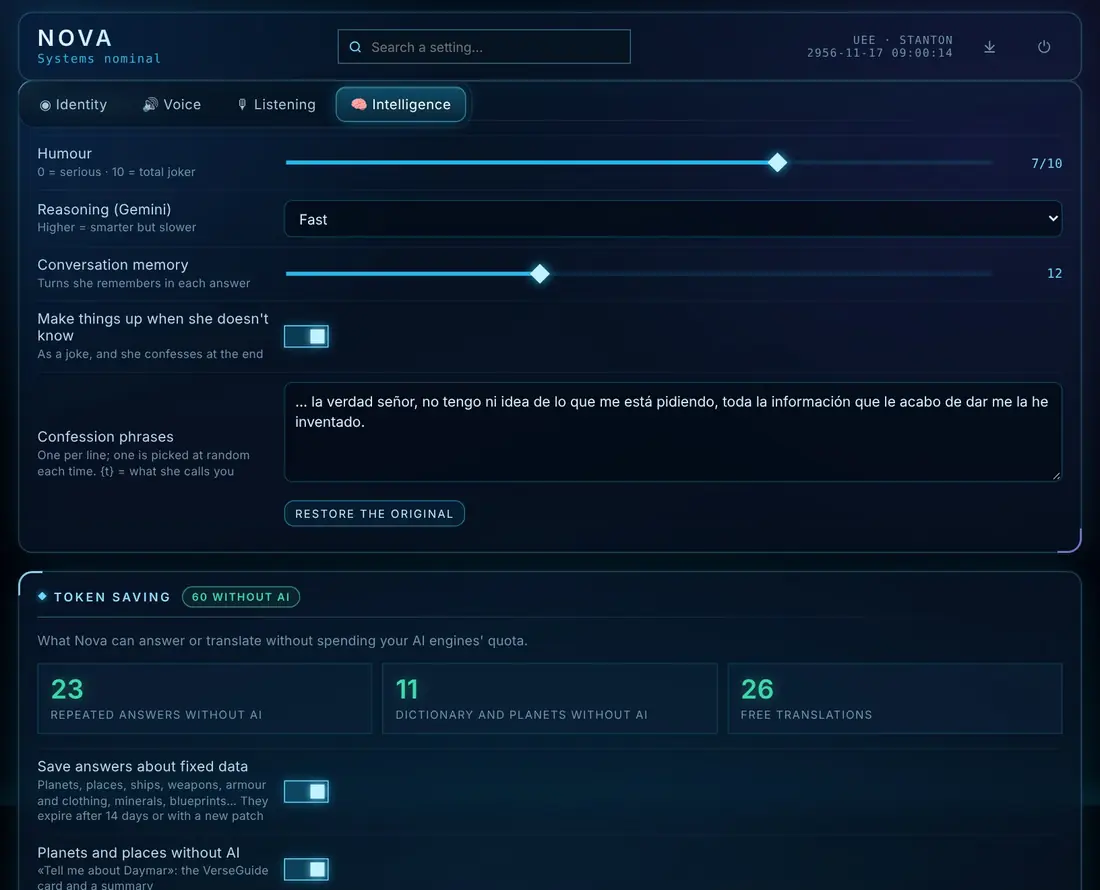 NOVA
Systems nominal
Search a setting...
UEE · STANTON
2956-11-17 09:00:14
Identity
Voice
Listening
Intelligence
Humour
0 = serious · 10 = total joker
7/10
Reasoning (Gemini)
Higher = smarter but slower
Fast
Conversation memory
Turns she remembers in each answer
12
Make things up when she doesn't
know
As a joke, and she confesses at the end
Confession phrases
One per line; one is picked at random
each time. {t} = what she calls you
... la verdad señor, no tengo ni idea de lo que me está pidiendo, toda la información que le acabo de dar me la he
inventado.
RESTORE THE ORIGINAL
TOKEN SAVING
60 WITHOUT AI
What Nova can answer or translate without spending your AI engines' quota.
23
REPEATED ANSWERS WITHOUT AI
11
DICTIONARY AND PLANETS WITHOUT AI
26
FREE TRANSLATIONS
Save answers about fixed data
Planets, places, ships, weapons, armour
and clothing, minerals, blueprints... They
expire after 14 days or with a new patch
Planets and places without AI
«Tell me about Daymar»: the VerseGuide
card and a summary